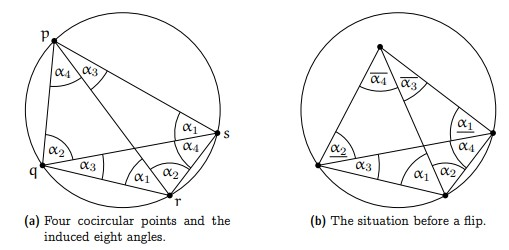 p
α4 α3
α1
α4 s
α2
q α3
α1 α2
r
α4 α3
α1
α4
α2
α3
α1 α2
(a) Four cocircular points and the
induced eight angles.
(b) The situation before a flip.